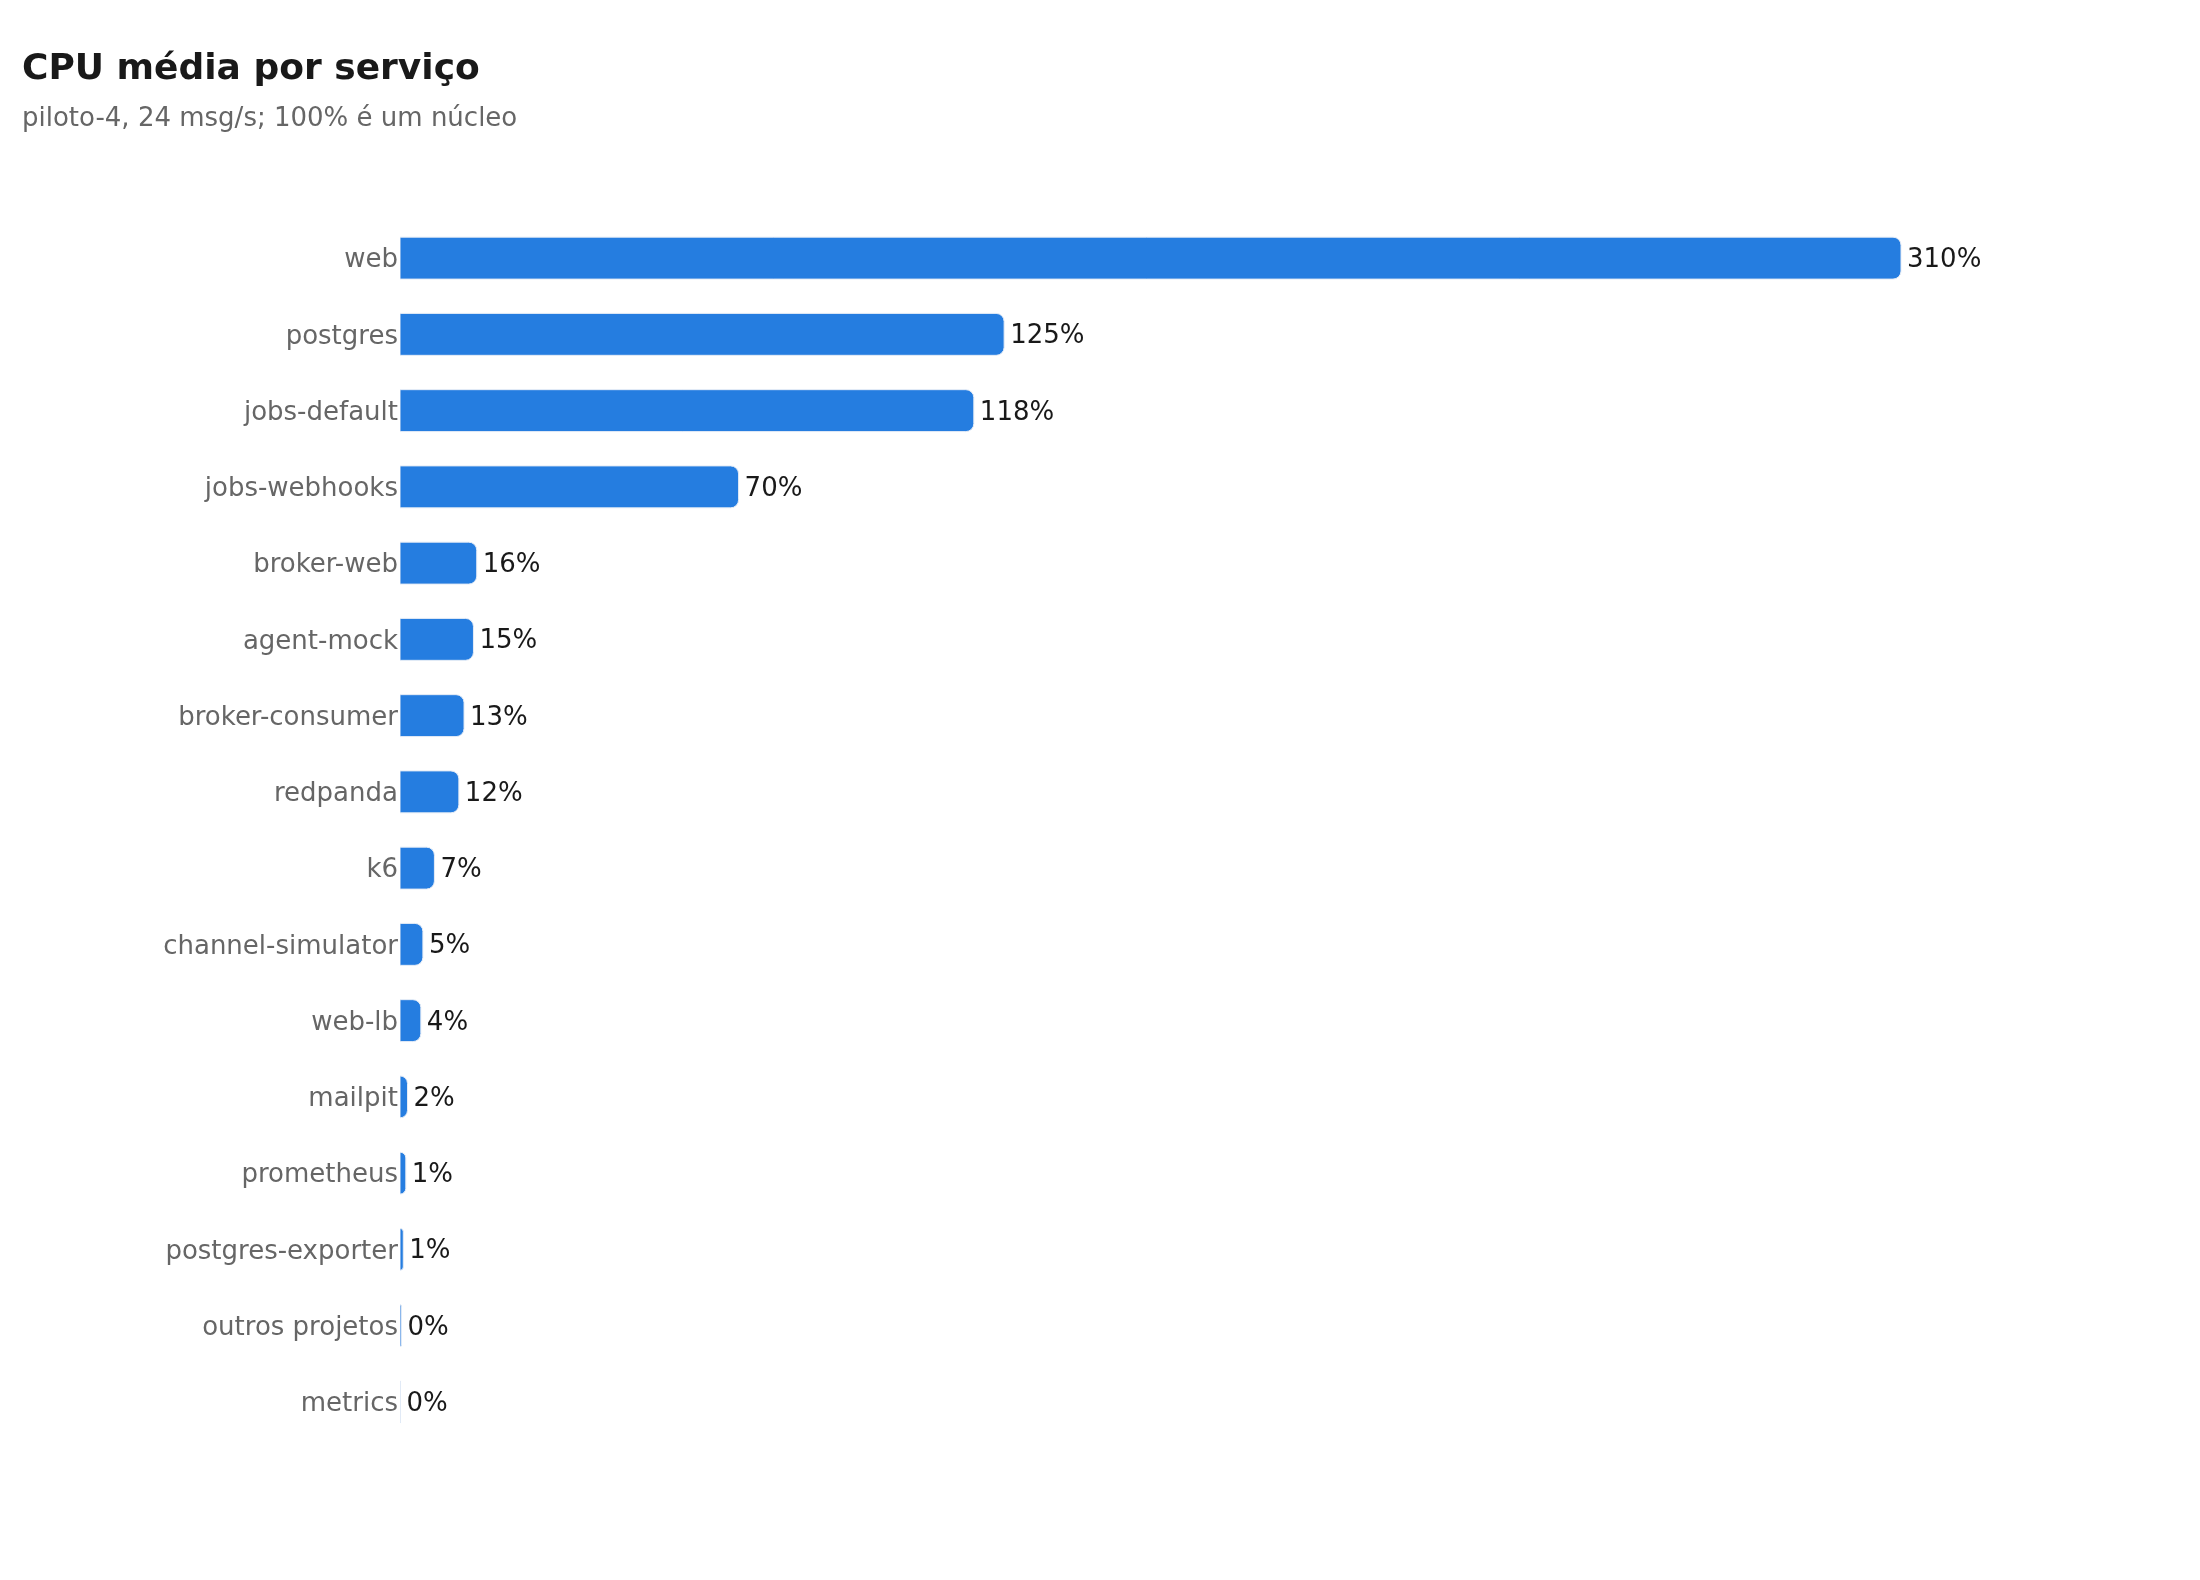 CPU média por serviço
piloto-4, 24 msg/s; 100% é um núcleo
web 310%
postgres 125%
jobs-default 118%
jobs-webhooks 70%
broker-web 16%
agent-mock 15%
broker-consumer 13%
redpanda 12%
k6 7%
channel-simulator 5%
web-lb 4%
mailpit 2%
prometheus 1%
postgres-exporter 1%
outros projetos 0%
metrics 0%